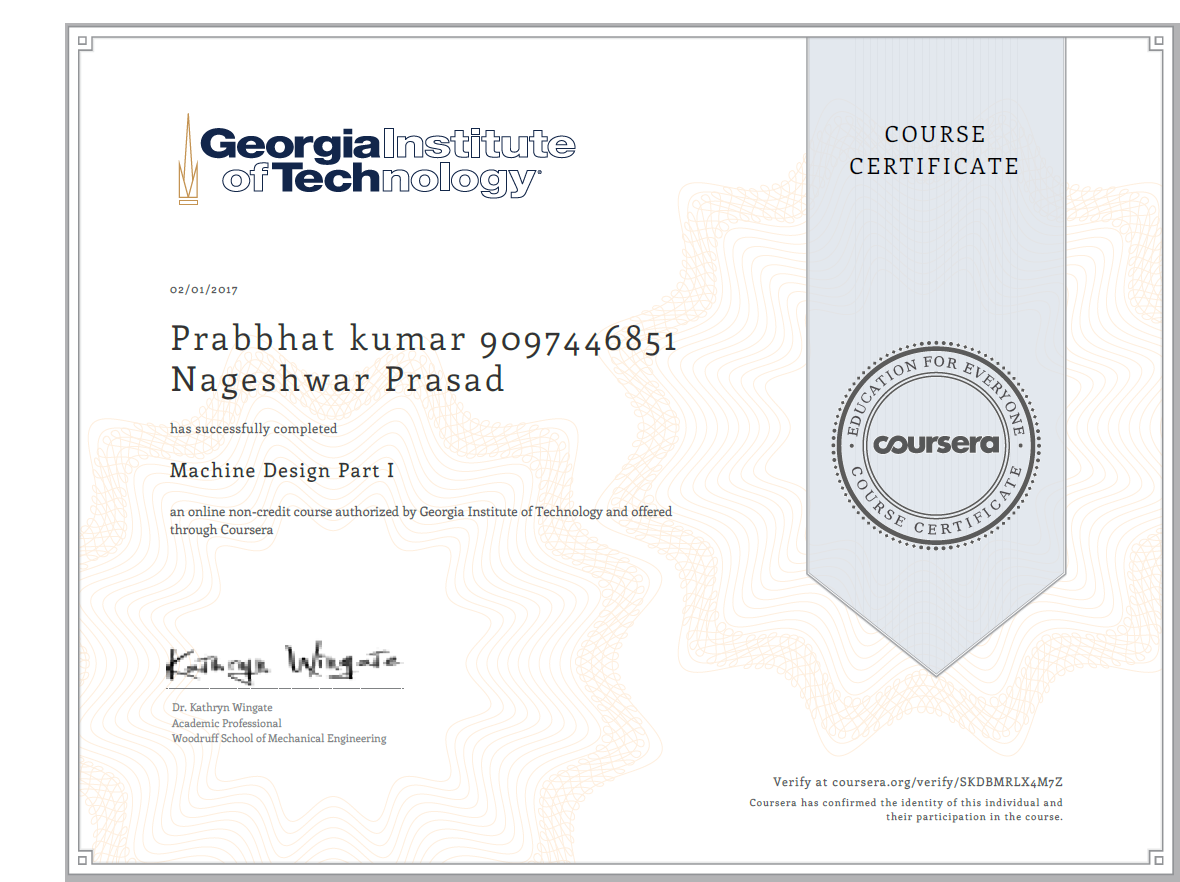 Georgia Institute
of Technology
COURSE
CERTIFICATE
02/01/2017
Prabbhat kumar 9097446851
Nageshwar Prasad
has successfully completed
Machine Design Part I
an online non-credit course authorized by Georgia Institute of Technology and offered
through Coursera
EDUCATION FOR EVERYONE
coursera
COURSE CERTIFICATE
Kathryn Wingate
Dr. Kathryn Wingate
Academic Professional
Woodruff School of Mechanical Engineering
Verify at coursera.org/verify/SKDBMRLX4M7Z
Coursera has confirmed the identity of this individual and
their participation in the course.